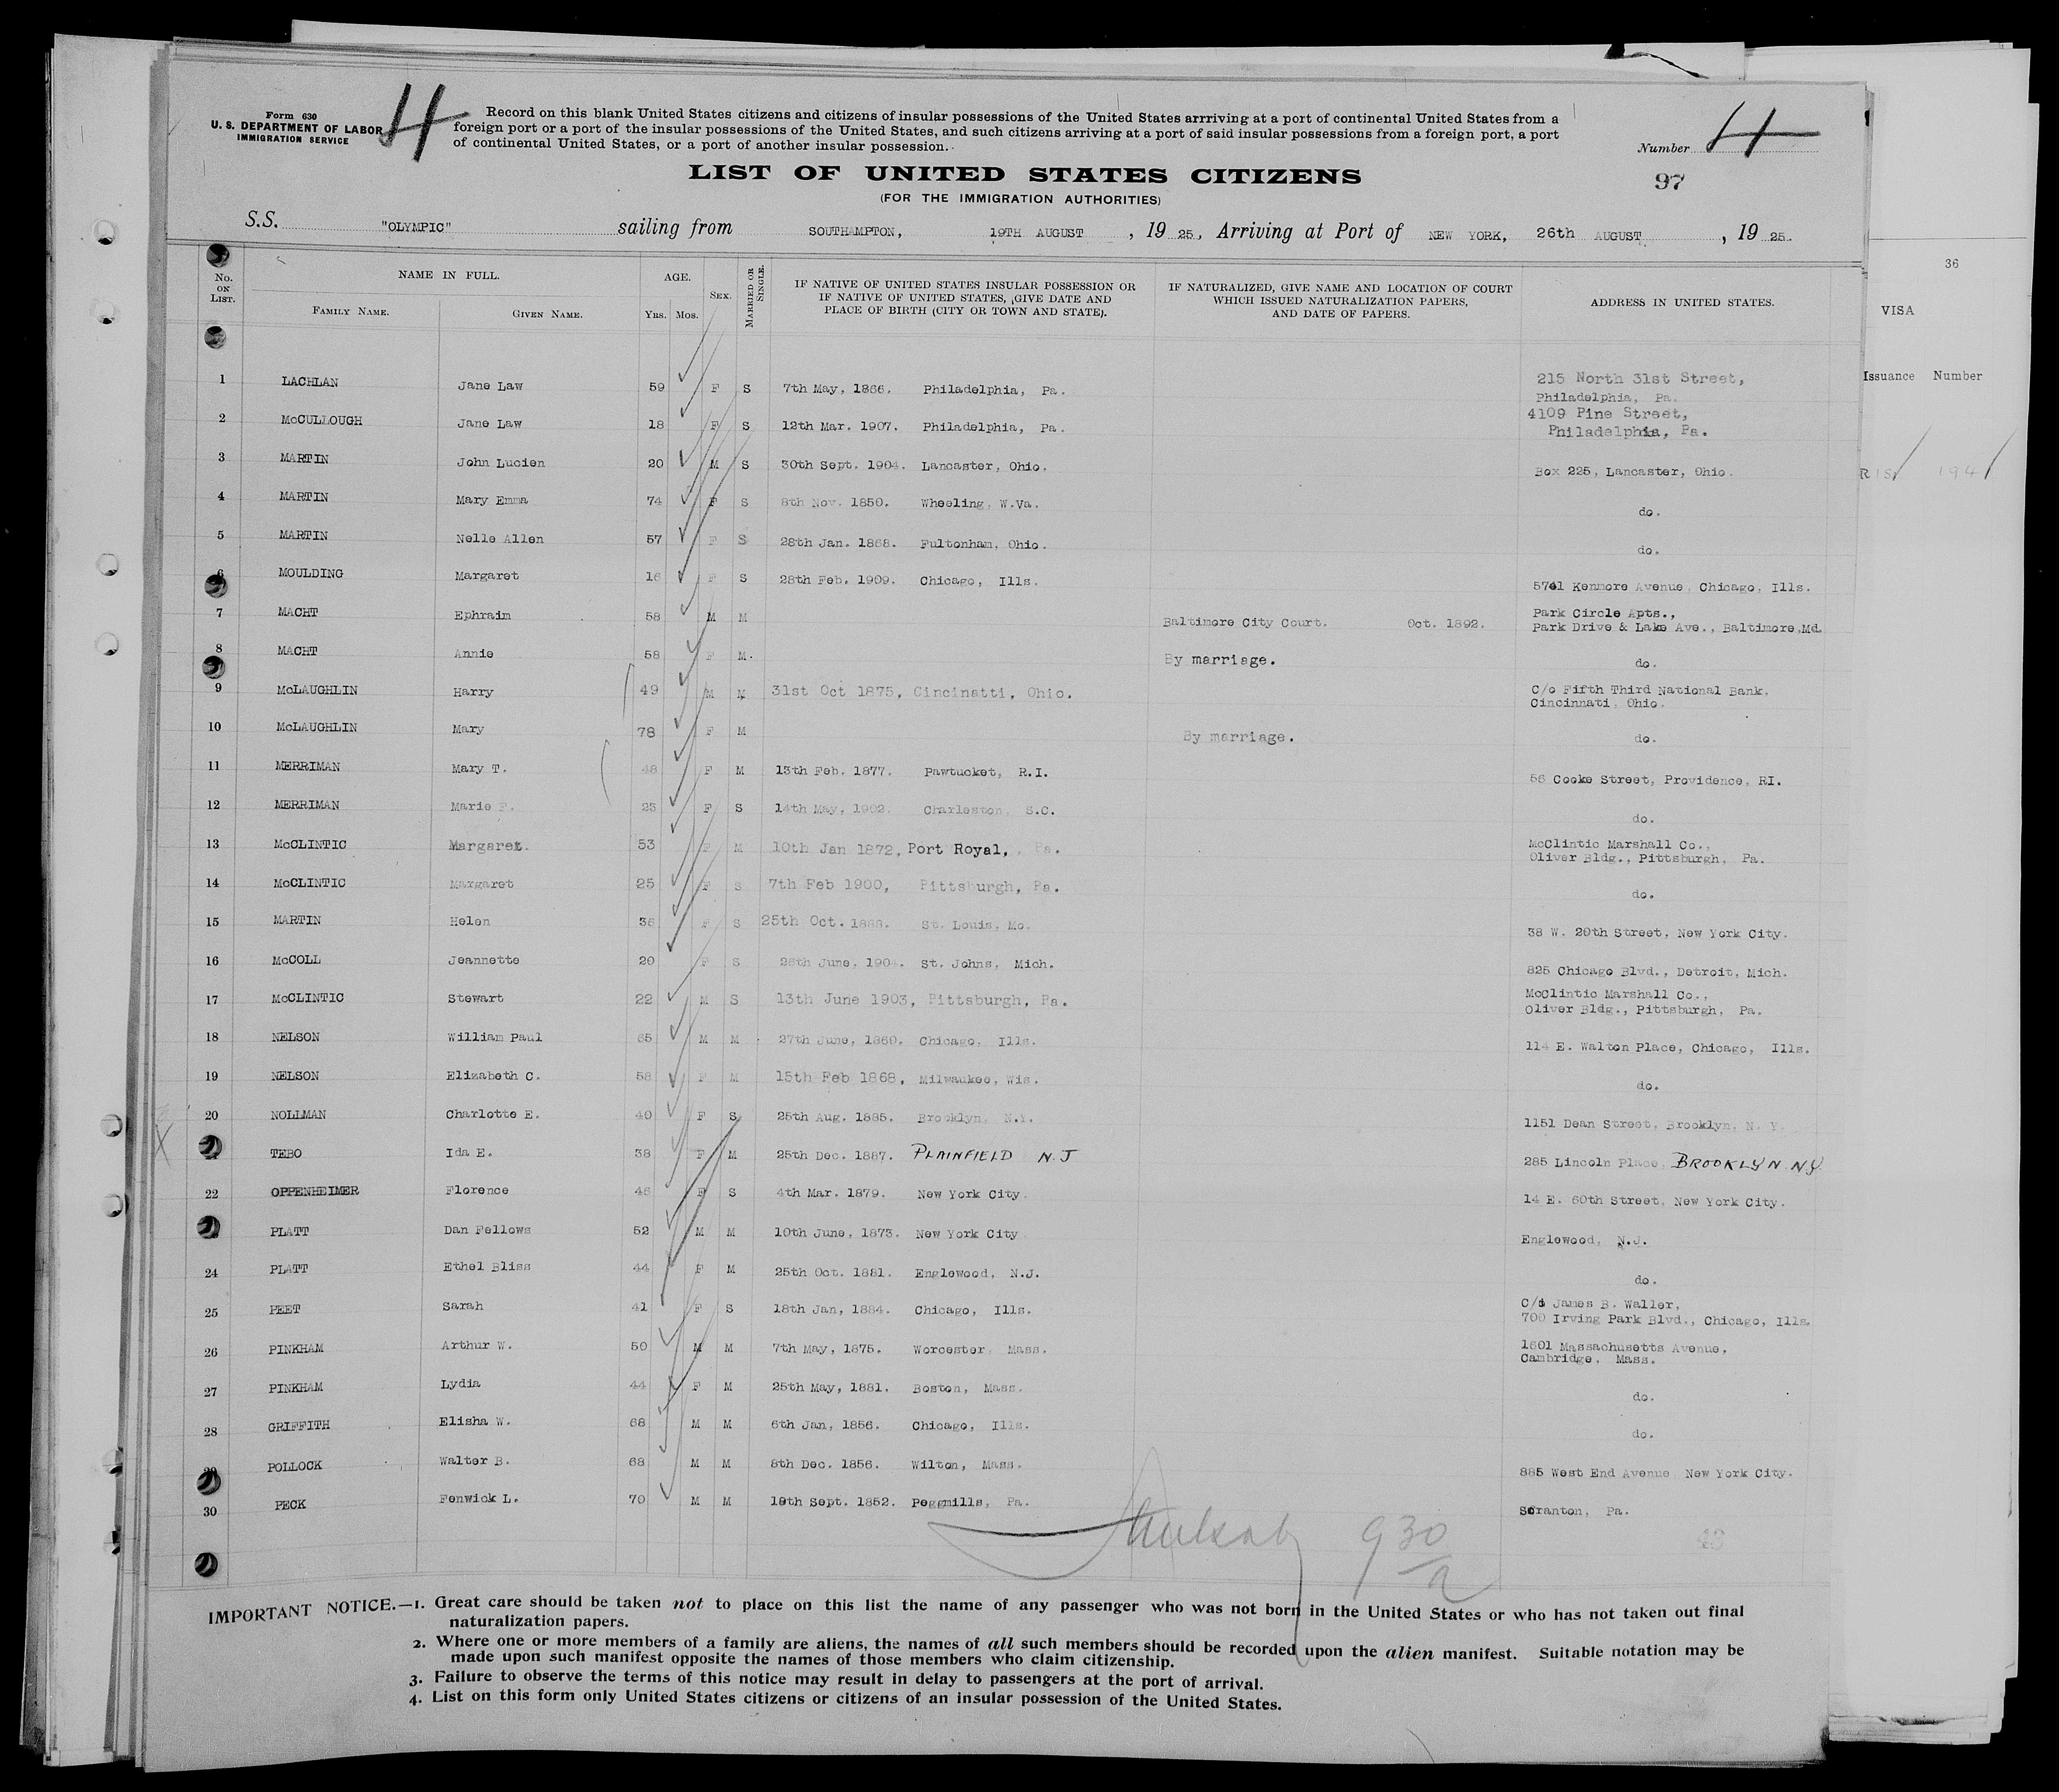 Form 630
U. S. DEPARTMENT OF LABOR
IMMIGRATION SERVICE
4
Record on this blank United States citizens and citizens of insular possessions of the United States arrriving at a port of continental United States from a
foreign port or a port of the insular possessions of the United States, and such citizens arriving at a port of said insular possessions from a foreign port, a port
of continental United States, or a port of another insular possession.
Number 4
97
LIST OF UNITED STATES CITIZENS
(FOR THE IMMIGRATION AUTHORITIES)
S.S. "OLYMPIC" sailing from SOUTHAMPTON, 19TH AUGUST, 19 25, Arriving at Port of NEW YORK, 26th AUGUST, 19 25.
No. ON LIST. NAME IN FULL. FAMILY NAME. GIVEN NAME. AGE. YRS. MOS. SEX. MARRIED OR SINGLE. IF NATIVE OF UNITED STATES INSULAR POSSESSION OR IF NATIVE OF UNITED STATES, GIVE DATE AND PLACE OF BIRTH (CITY OR TOWN AND STATE). IF NATURALIZED, GIVE NAME AND LOCATION OF COURT WHICH ISSUED NATURALIZATION PAPERS, AND DATE OF PAPERS. ADDRESS IN UNITED STATES.
36
VISA
Issuance Number
1 LACHLAN Jane Law 59 F S 7th May, 1866. Philadelphia, Pa. 215 North 31st Street,
Philadelphia, Pa.
2 McCULLOUGH Jane Law 18 F S 12th Mar. 1907. Philadelphia, Pa. 4109 Pine Street,
Philadelphia, Pa.
3 MARTIN John Lucien 20 M S 30th Sept. 1904. Lancaster, Ohio. Box 225, Lancaster, Ohio.
4 MARTIN Mary Emma 74 F S 8th Nov. 1850. Wheeling, W.Va. do.
5 MARTIN Nelle Allen 57 F S 28th Jan. 1868. Fultonham, Ohio. do.
6 MOULDING Margaret 16 F S 28th Feb. 1909. Chicago, Ills. 5741 Kenmore Avenue, Chicago, Ills.
7 MACHT Ephraim 58 M M Baltimore City Court. Oct. 1892. Park Circle Apts.,
Park Drive & Lake Ave., Baltimore,Md.
8 MACHT Annie 58 F M. By marriage. do.
9 McLAUGHLIN Harry 49 M M 31st Oct 1875, Cincinatti, Ohio. C/o Fifth Third National Bank,
Cincinnati, Ohio.
10 McLAUGHLIN Mary 78 F M By marriage. do.
11 MERRIMAN Mary T. 48 F M 13th Feb. 1877. Pawtucket, R.I. 56 Cooke Street, Providence, RI.
12 MERRIMAN Marie F. 23 F S 14th May, 1902. Charleston, S.C. do.
13 McCLINTIC Margaret. 53 F M 10th Jan 1872, Port Royal, Pa. McClintic Marshall Co.,
Oliver Bldg., Pittsburgh, Pa.
14 McCLINTIC Margaret 25 F S 7th Feb 1900, Pittsburgh, Pa. do.
15 MARTIN Helen 36 F S 25th Oct. 1888. St. Louis, Mo. 38 W. 20th Street, New York City.
16 McCOLL Jeannette 20 F S 26th June, 1904. St. Johns, Mich. 825 Chicago Blvd., Detroit, Mich.
17 McCLINTIC Stewart 22 M S 13th June 1903, Pittsburgh, Pa. McClintic Marshall Co.,
Oliver Bldg., Pittsburgh, Pa.
18 NELSON William Paul 65 M M 27th June, 1860. Chicago, Ills. 114 E. Walton Place, Chicago, Ills.
19 NELSON Elizabeth C. 58 F M 15th Feb 1868, Milwaukee, Wis. do.
20 NOLLMAN Charlotte E. 40 F S 25th Aug. 1885. Brooklyn, N.Y. 1151 Dean Street, Brooklyn, N. Y.
TEBO Ida E. 38 F M 25th Dec. 1887. PLAINFIELD N.J 285 Lincoln Place, BROOKLYN N.Y.
22 OPPENHEIMER Florence 46 F S 4th Mar. 1879. New York City. 14 E. 60th Street, New York City.
PLATT Dan Fellows 52 M M 10th June, 1873. New York City Englewood, N.J.
24 PLATT Ethel Bliss 44 F M 25th Oct. 1881. Englewood, N.J. do.
25 PEET Sarah 41 F S 18th Jan, 1884. Chicago, Ills. C/o James B. Waller,
700 Irving Park Blvd., Chicago, Ills.
26 PINKHAM Arthur W. 50 M M 7th May, 1875. Worcester, Mass. 1601 Massachusetts Avenue,
Cambridge, Mass.
27 PINKHAM Lydia 44 F M 25th May, 1881. Boston, Mass. do.
28 GRIFFITH Elisha W. 68 M M 6th Jan, 1856. Chicago, Ills. do.
29 POLLOCK Walter B. 68 M M 8th Dec. 1856. Wilton, Mass. 885 West End Avenue, New York City.
30 PECK Fenwick L. 70 M M 19th Sept. 1852. Peggmills, Pa. Scranton, Pa.
930
a
IMPORTANT NOTICE.—1. Great care should be taken not to place on this list the name of any passenger who was not born in the United States or who has not taken out final
naturalization papers.
2. Where one or more members of a family are aliens, the names of all such members should be recorded upon the alien manifest. Suitable notation may be
made upon such manifest opposite the names of those members who claim citizenship.
3. Failure to observe the terms of this notice may result in delay to passengers at the port of arrival.
4. List on this form only United States citizens or citizens of an insular possession of the United States.